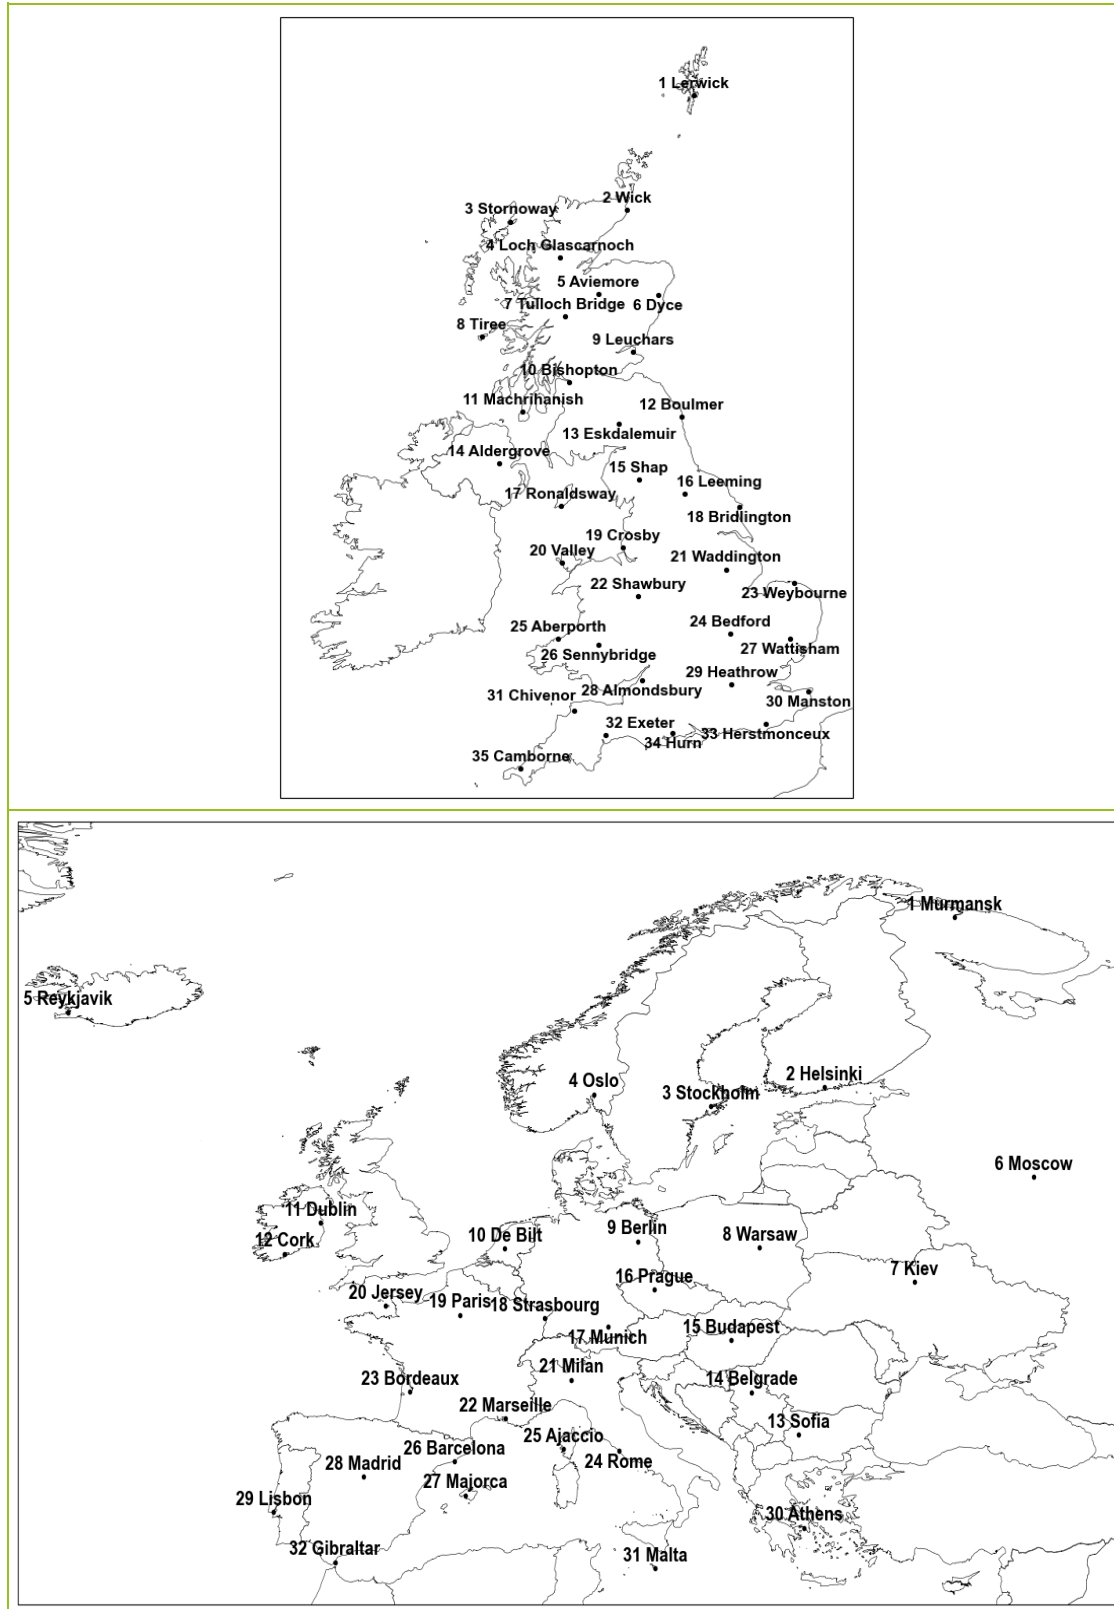 1 Lerwick
2 Wick
3 Stornoway
4 Loch Glascarnoch
5 Aviemore
6 Dyce
7 Tulloch Bridge
8 Tiree
9 Leuchars
10 Bishopton
11 Machrihanish
12 Boulmer
13 Eskdalemuir
14 Aldergrove
15 Shap
16 Leeming
17 Ronaldsway
18 Bridlington
19 Crosby
20 Valley
21 Waddington
22 Shawbury
23 Weybourne
24 Bedford
25 Aberporth
26 Sennybridge
27 Wattisham
28 Almondsbury
29 Heathrow
30 Manston
31 Chivenor
32 Exeter
33 Herstmonceux
34 Hurn
35 Camborne
1 Murmansk
2 Helsinki
3 Stockholm
4 Oslo
5 Reykjavik
6 Moscow
7 Kiev
8 Warsaw
9 Berlin
10 De Bilt
11 Dublin
12 Cork
13 Sofia
14 Belgrade
15 Budapest
16 Prague
17 Munich
18 Strasbourg
19 Paris
20 Jersey
21 Milan
22 Marseille
23 Bordeaux
24 Rome
25 Ajaccio
26 Barcelona
27 Majorca
28 Madrid
29 Lisbon
30 Athens
31 Malta
32 Gibraltar